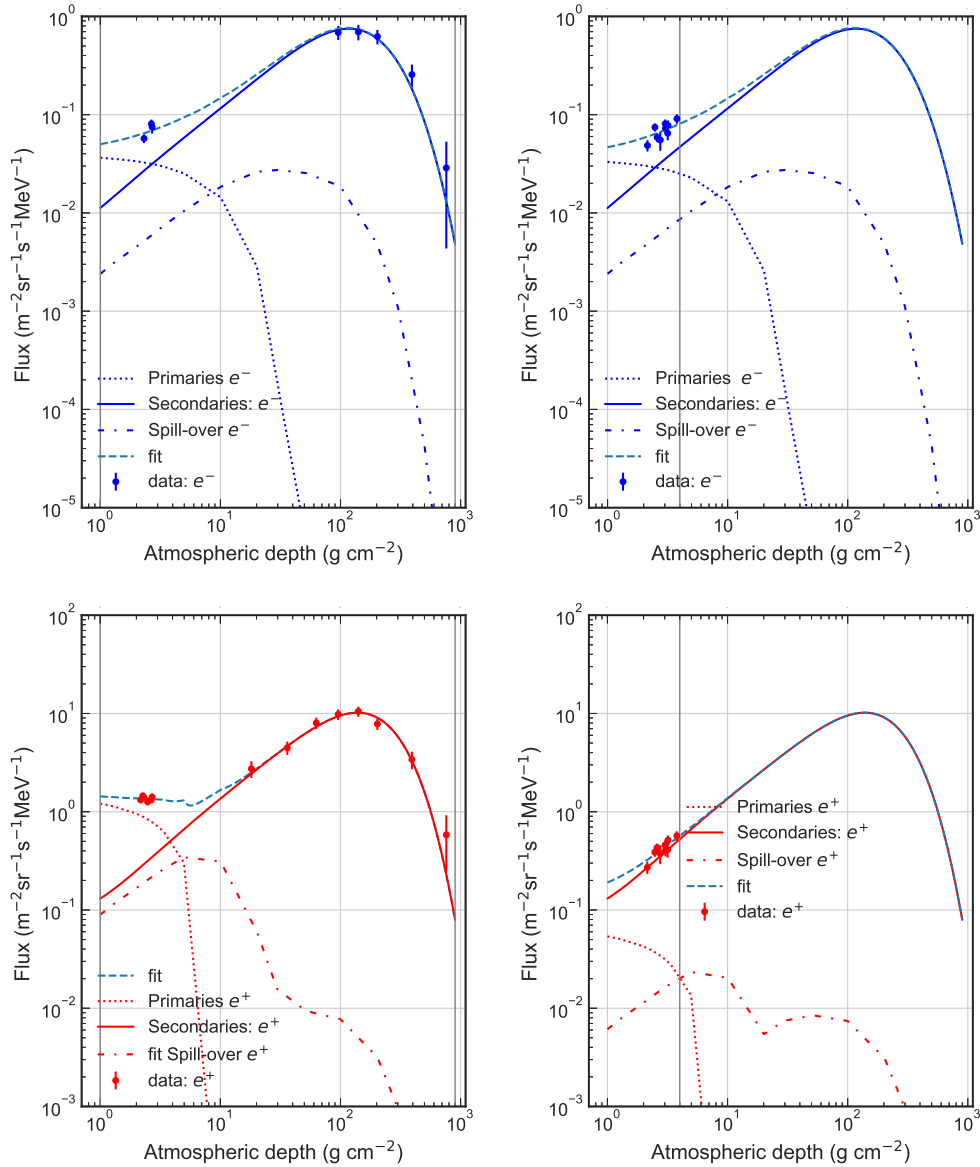 10⁰
10⁻¹
10⁻²
10⁻³
10⁻⁴
10⁻⁵
Flux (m⁻²sr⁻¹s⁻¹MeV⁻¹)
Primaries e⁻
Secondaries: e⁻
Spill-over e⁻
fit
data: e⁻
10⁰ 10¹ 10² 10³
Atmospheric depth (g cm⁻²)
10⁰
10⁻¹
10⁻²
10⁻³
10⁻⁴
10⁻⁵
Flux (m⁻²sr⁻¹s⁻¹MeV⁻¹)
Primaries e⁻
Secondaries: e⁻
Spill-over e⁻
fit
data: e⁻
10⁰ 10¹ 10² 10³
Atmospheric depth (g cm⁻²)
10²
10¹
10⁰
10⁻¹
10⁻²
10⁻³
Flux (m⁻²sr⁻¹s⁻¹MeV⁻¹)
fit
Primaries e⁺
Secondaries: e⁺
fit Spill-over e⁺
data: e⁺
10⁰ 10¹ 10² 10³
Atmospheric depth (g cm⁻²)
10²
10¹
10⁰
10⁻¹
10⁻²
10⁻³
Flux (m⁻²sr⁻¹s⁻¹MeV⁻¹)
Primaries e⁺
Secondaries: e⁺
Spill-over e⁺
fit
data: e⁺
10⁰ 10¹ 10² 10³
Atmospheric depth (g cm⁻²)